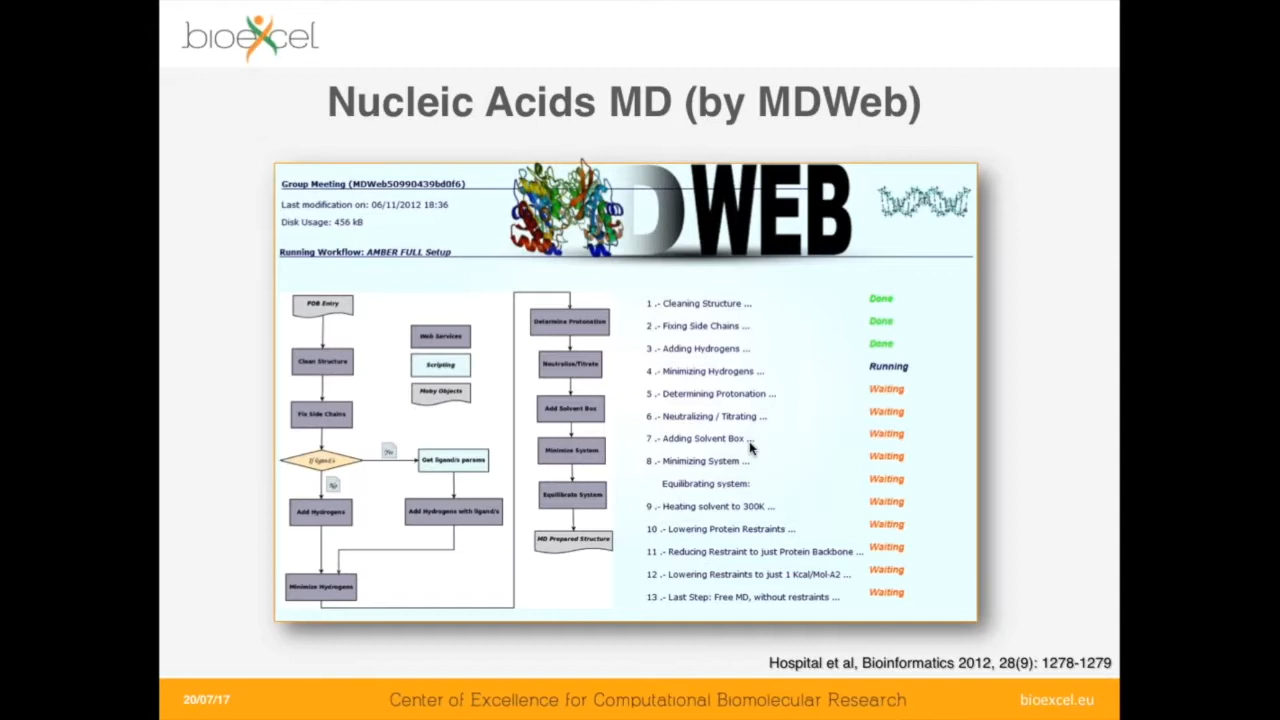 bioexcel
Nucleic Acids MD (by MDWeb)
Group Meeting (MDWeb50990439bd0f6)
Last modification on: 06/11/2012 18:36
Disk Usage: 456 kB
Running Workflow: AMBER FULL Setup
DWEB
PDB Entry
Clean Structure
Fix Side Chains
If ligand/s
Yes
No
Get ligand/s params
Add Hydrogens
Add Hydrogens with ligand/s
Minimize Hydrogens
Web Services
Scripting
Moby Objects
Determine Protonation
Neutralize/Titrate
Add Solvent Box
Minimize System
Equilibrate System
MD Prepared Structure
1 .- Cleaning Structure ... Done
2 .- Fixing Side Chains ... Done
3 .- Adding Hydrogens ... Done
4 .- Minimizing Hydrogens ... Running
5 .- Determining Protonation ... Waiting
6 .- Neutralizing / Titrating ... Waiting
7 .- Adding Solvent Box ... Waiting
8 .- Minimizing System ... Waiting
Equilibrating system: Waiting
9 .- Heating solvent to 300K ... Waiting
10 .- Lowering Protein Restraints ... Waiting
11 .- Reducing Restraint to just Protein Backbone ... Waiting
12 .- Lowering Restraints to just 1 Kcal/Mol·A2 ... Waiting
13 .- Last Step: Free MD, without restraints ... Waiting
Hospital et al, Bioinformatics 2012, 28(9): 1278-1279
20/07/17
Center of Excellence for Computational Biomolecular Research
bioexcel.eu